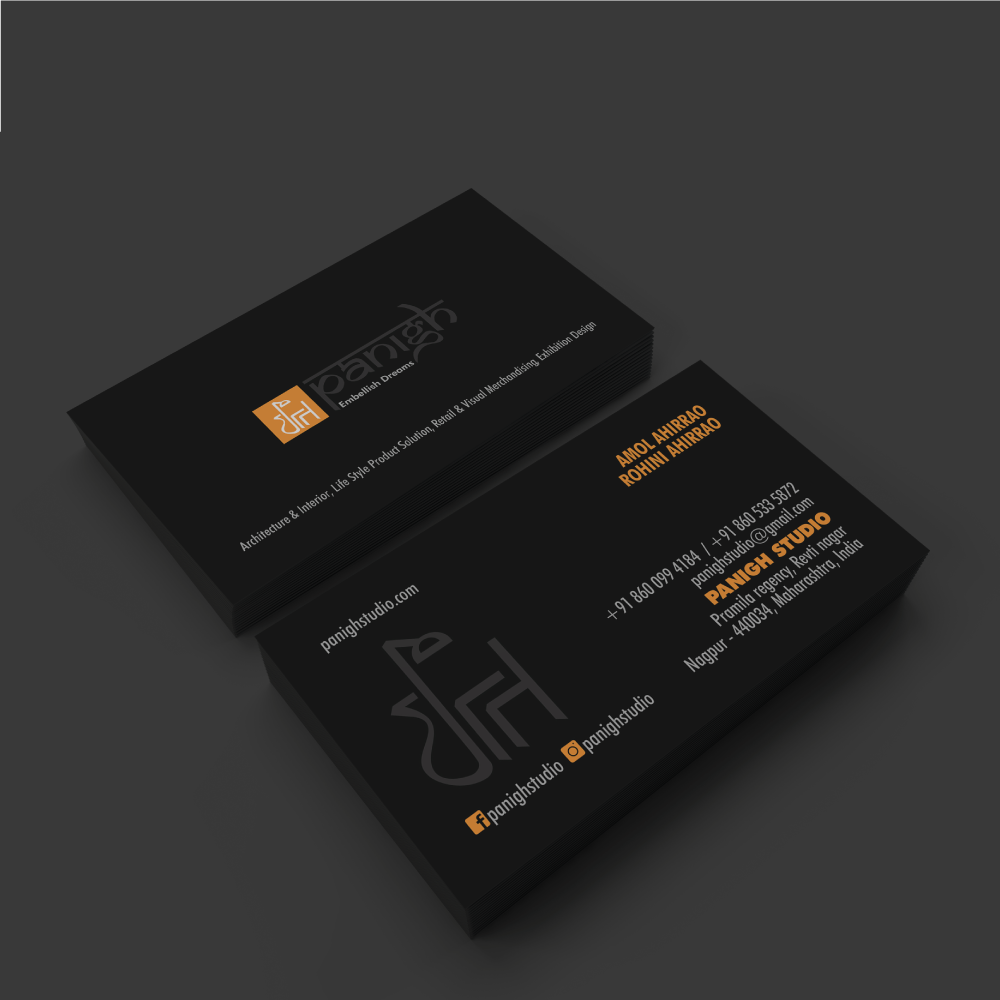 panigh
Embellish Dreams
Architecture & Interior, Life Style Product Solution, Retail & Visual Merchandising, Exhibition Design
AMOL AHIRRAO
ROHINI AHIRRAO
+91 860 099 4184 / +91 860 533 5872
panighstudio@gmail.com
PANIGH STUDIO
Pramila regency, Revri nagar
Nagpur - 440034, Maharashtra, India
panighstudio.com
panighstudio panighstudio